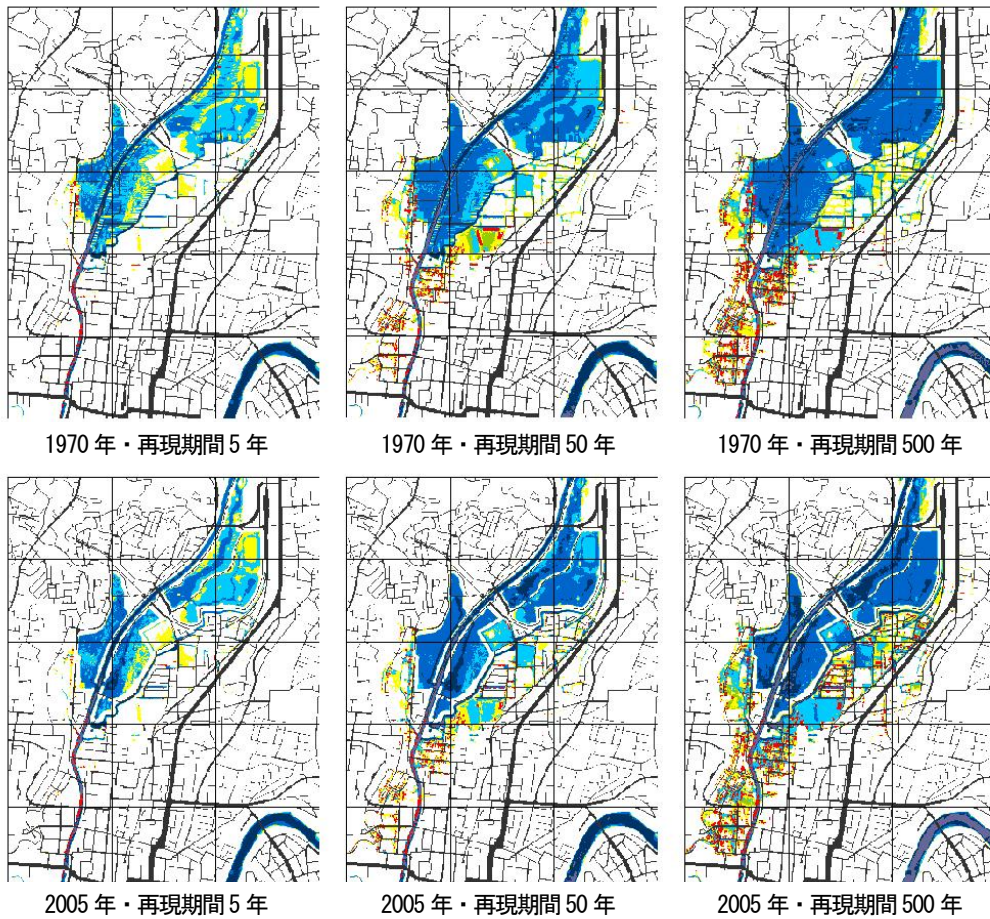 1970 年・再現期間 5 年
1970 年・再現期間 50 年
1970 年・再現期間 500 年
2005 年・再現期間 5 年
2005 年・再現期間 50 年
2005 年・再現期間 500 年